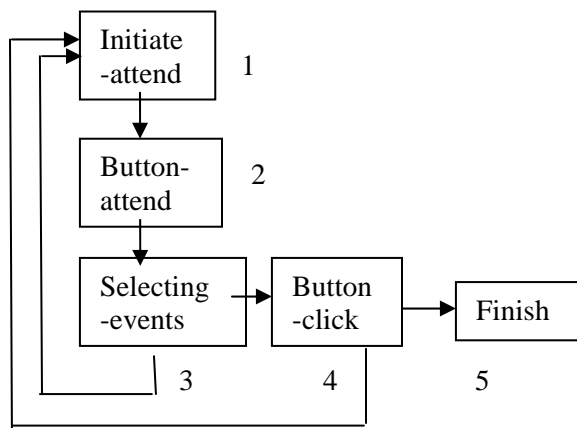 Initiate
-attend
1
Button-
attend
2
Selecting
-events
3
Button
-click
4
Finish
5